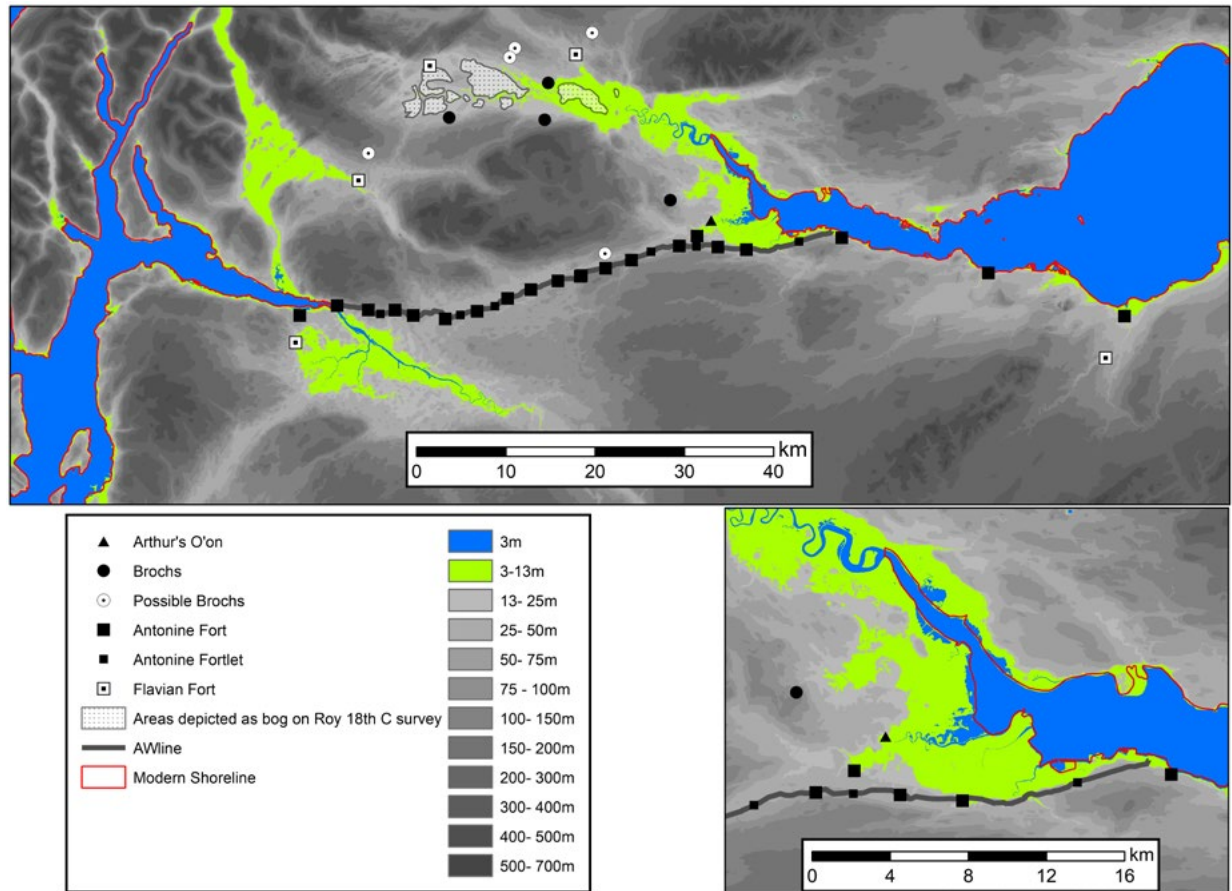 km
0 10 20 30 40
Arthur's O'on
Brochs
Possible Brochs
Antonine Fort
Antonine Fortlet
Flavian Fort
Areas depicted as bog on Roy 18th C survey
AWline
Modern Shoreline
3m
3-13m
13- 25m
25- 50m
50- 75m
75 - 100m
100- 150m
150- 200m
200- 300m
300- 400m
400- 500m
500- 700m
km
0 4 8 12 16